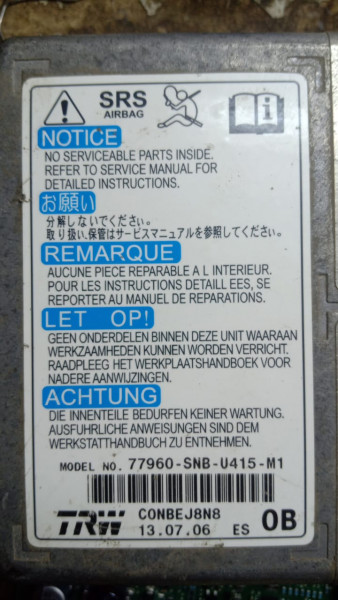 SRS
AIRBAG
NOTICE
NO SERVICEABLE PARTS INSIDE.
REFER TO SERVICE MANUAL FOR
DETAILED INSTRUCTIONS.
お願い
分解しないでください。
取り扱い、保管はサービスマニュアルを参照してください。
REMARQUE
AUCUNE PIECE REPARABLE A L INTERIEUR.
POUR LES INSTRUCTIONS DETAILL EES, SE
REPORTER AU MANUEL DE REPARATIONS.
LET OP!
GEEN ONDERDELEN BINNEN DEZE UNIT WAARAAN
WERKZAAMHEDEN KUNNEN WORDEN VERRICHT.
RAADPLEEG HET WERKPLAATSHANDBOEK VOOR
NADERE AANWIJZINGEN.
ACHTUNG
DIE INNENTEILE BEDURFEN KEINER WARTUNG.
AUSFUHRLICHE ANWEISUNGEN SIND DEM
WERKSTATTHANDBUCH ZU ENTNEHMEN.
MODEL NO. 77960-SNB-U415-M1
TRW CONBEJ8N8
13.07.06 ES 0B